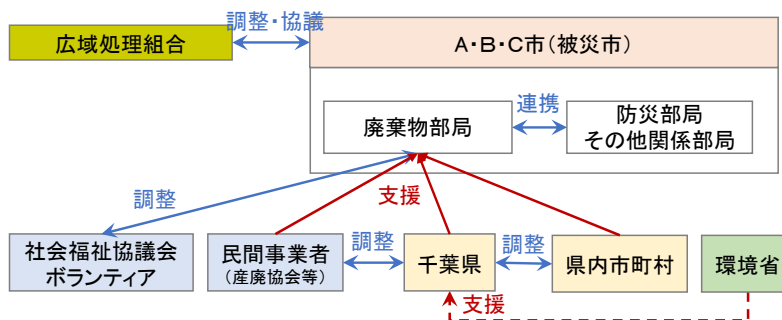 調整・協議
広域処理組合
A・B・C市(被災市)
廃棄物部局
連携
防災部局
その他関係部局
調整
支援
社会福祉協議会
ボランティア
民間事業者
(産廃協会等)
調整
千葉県
調整
県内市町村
環境省
支援